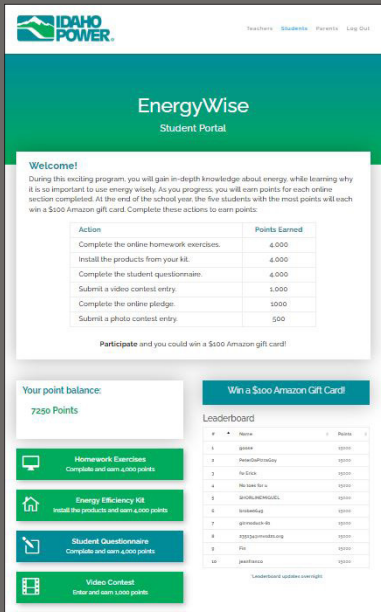 IDAHO
POWER.
Teachers Students Parents Log Out
EnergyWise
Student Portal
Welcome!
During this exciting program, you will gain in-depth knowledge about energy, while learning why
it is so important to use energy wisely. As you progress, you will earn points for each online
section completed. At the end of the school year, the five students with the most points will each
win a $100 Amazon gift card. Complete these actions to earn points:
Action Points Earned
Complete the online homework exercises. 4,000
Install the products from your kit. 4,000
Complete the student questionnaire. 4,000
Submit a video contest entry. 1,000
Complete the online pledge. 1000
Submit a photo contest entry. 500
Participate and you could win a $100 Amazon gift card!
Your point balance:
7250 Points
Homework Exercises
Complete and earn 4,000 points
Energy Efficiency Kit
Install the products and earn 4,000 points
Student Questionnaire
Complete and earn 4,000 points
Video Contest
Enter and earn 1,000 points
Win a $100 Amazon Gift Card!
Leaderboard
# Name Points
1 goose
2
3 Ya Erick
4
5
6
7
8
9 Flo
10
*Leaderboard updates overnight